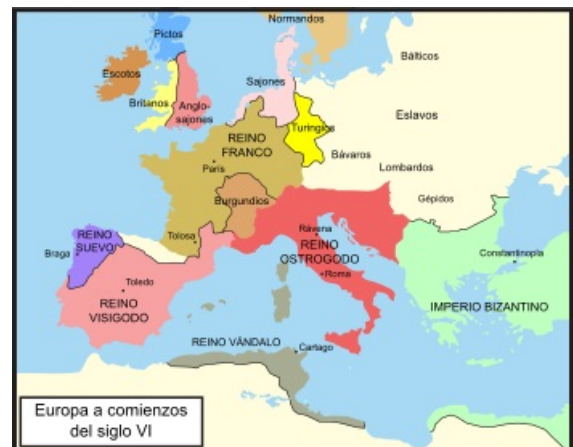 Normandos
Pictos
Bálticos
Escotos
Sajones
Britanos
Anglo-
sajones
Eslavos
Turingios
REINO
FRANCO
París
Bávaros
Lombardos
Burgundios
Gépidos
REINO
SUEVO
Braga
Tolosa
Rávena
REINO
OSTROGODO
Roma
Constantinopla
Toledo
REINO
VISIGODO
IMPERIO BIZANTINO
REINO VÁNDALO
Cartago
Europa a comienzos
del siglo VI